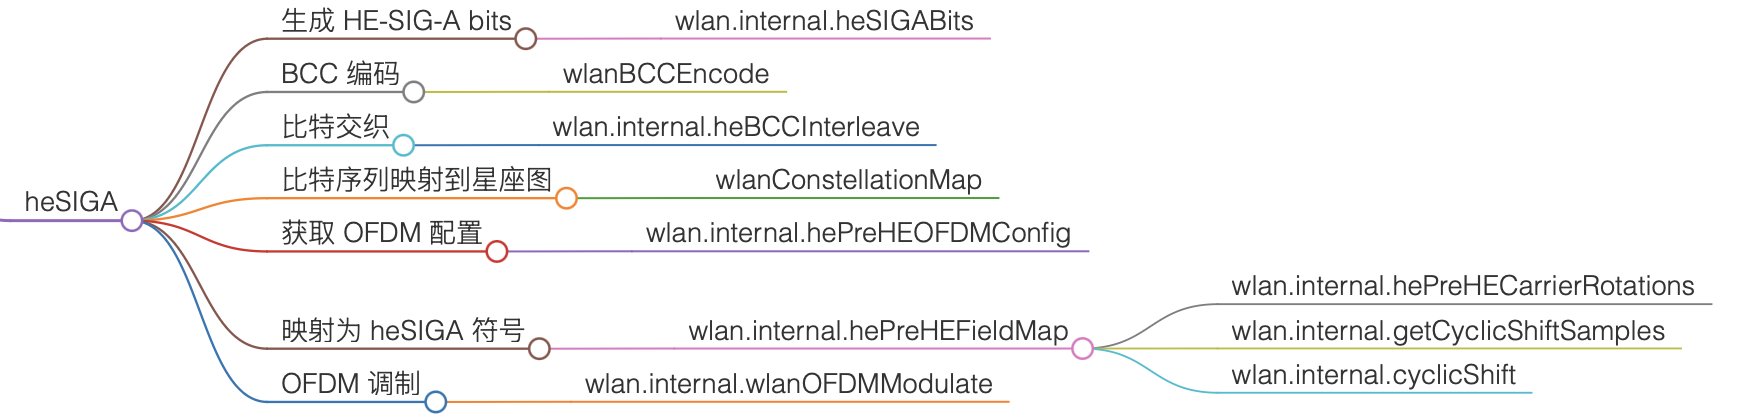 heSIGA
生成 HE-SIG-A bits
wlan.internal.heSIGABits
BCC 编码
wlanBCCEncode
比特交织
wlan.internal.heBCCInterleave
比特序列映射到星座图
wlanConstellationMap
获取 OFDM 配置
wlan.internal.hePreHEOFDMConfig
映射为 heSIGA 符号
wlan.internal.hePreHEFieldMap
wlan.internal.hePreHECarrierRotations
wlan.internal.getCyclicShiftSamples
wlan.internal.cyclicShift
OFDM 调制
wlan.internal.wlanOFDMModulate